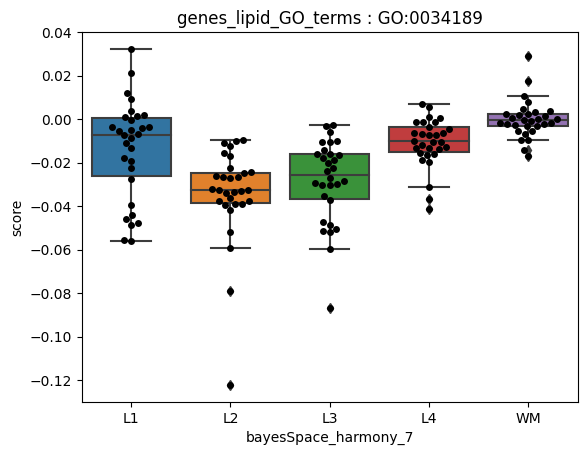 genes_lipid_GO_terms : GO:0034189
0.04
0.02
0.00
−0.02
−0.04
−0.06
−0.08
−0.10
−0.12
score
L1 L2 L3 L4 WM
bayesSpace_harmony_7